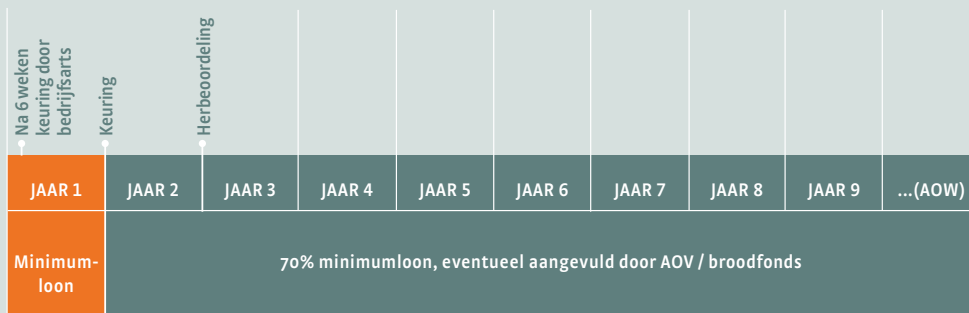 Na 6 weken
keuring door
bedrijfsarts
Keuring
Herbeoordeling
JAAR 1
JAAR 2
JAAR 3
JAAR 4
JAAR 5
JAAR 6
JAAR 7
JAAR 8
JAAR 9
...(AOW)
Minimum-
loon
70% minimumloon, eventueel aangevuld door AOV / broodfonds